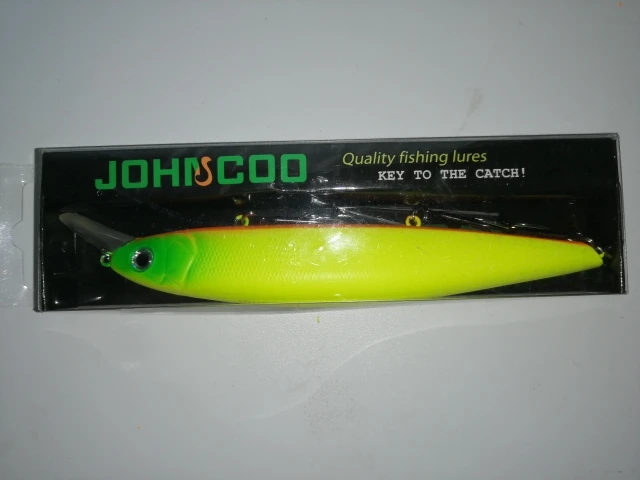 JOHNCOO
Quality fishing lures
KEY TO THE CATCH!